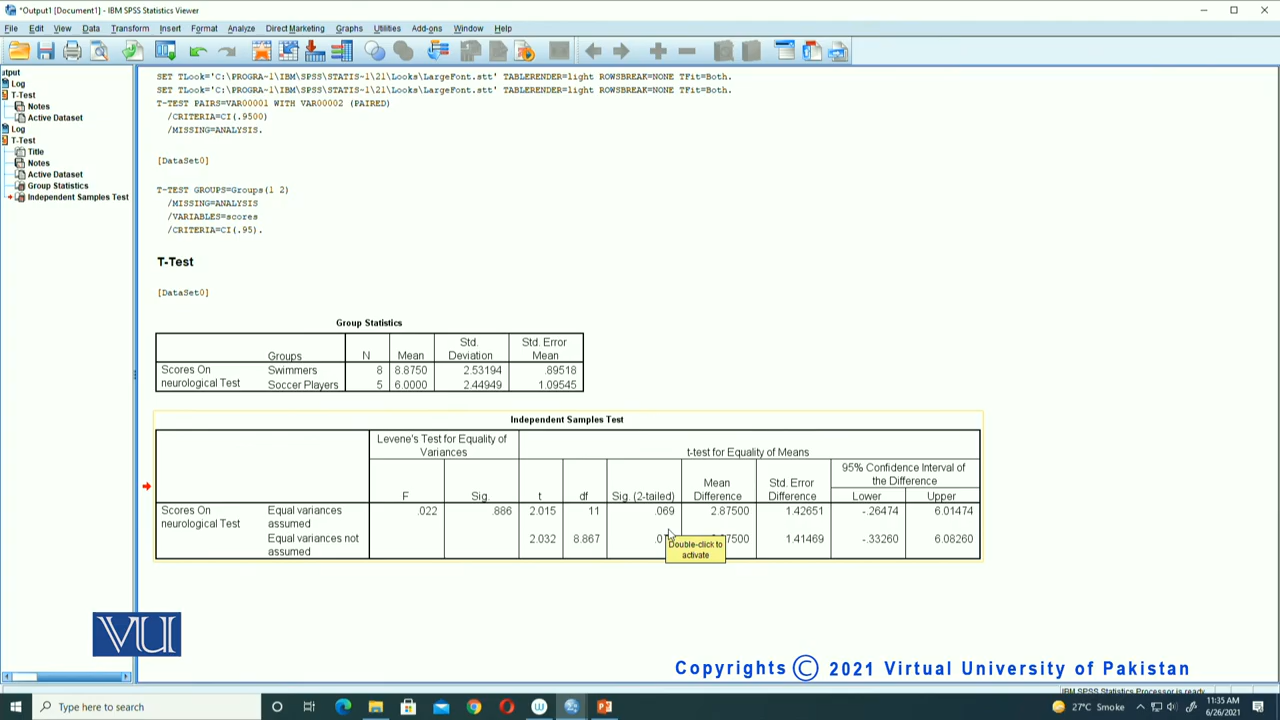 *Output1 [Document1] - IBM SPSS Statistics Viewer
File Edit View Data Transform Insert Format Analyze Direct Marketing Graphs Utilities Add-ons Window Help
utput
Log
T-Test
Notes
Active Dataset
Log
T-Test
Title
Notes
Active Dataset
Group Statistics
Independent Samples Test
SET TLook='C:\PROGRA~1\IBM\SPSS\STATIS~1\21\Looks\LargeFont.stt' TABLERENDER=light ROWSBREAK=NONE TFit=Both.
SET TLook='C:\PROGRA~1\IBM\SPSS\STATIS~1\21\Looks\LargeFont.stt' TABLERENDER=light ROWSBREAK=NONE TFit=Both.
T-TEST PAIRS=VAR00001 WITH VAR00002 (PAIRED)
/CRITERIA=CI(.9500)
/MISSING=ANALYSIS.
[DataSet0]
T-TEST GROUPS=Groups(1 2)
/MISSING=ANALYSIS
/VARIABLES=scores
/CRITERIA=CI(.95).
T-Test
[DataSet0]
Group Statistics
Groups N Mean Std. Deviation Std. Error Mean
Scores On neurological Test Swimmers 8 8.8750 2.53194 .89518
Soccer Players 5 6.0000 2.44949 1.09545
Independent Samples Test
Levene's Test for Equality of Variances t-test for Equality of Means
95% Confidence Interval of the Difference
F Sig. t df Sig. (2-tailed) Mean Difference Std. Error Difference Lower Upper
Scores On neurological Test Equal variances assumed .022 .886 2.015 11 .069 2.87500 1.42651 -.26474 6.01474
Equal variances not assumed 2.032 8.867 7500 1.41469 -.33260 6.08260
Double-click to activate
VU
Copyrights © 2021 Virtual University of Pakistan
IBM SPSS Statistics Processor is ready
Type here to search
27°C Smoke
11:35 AM
6/26/2021